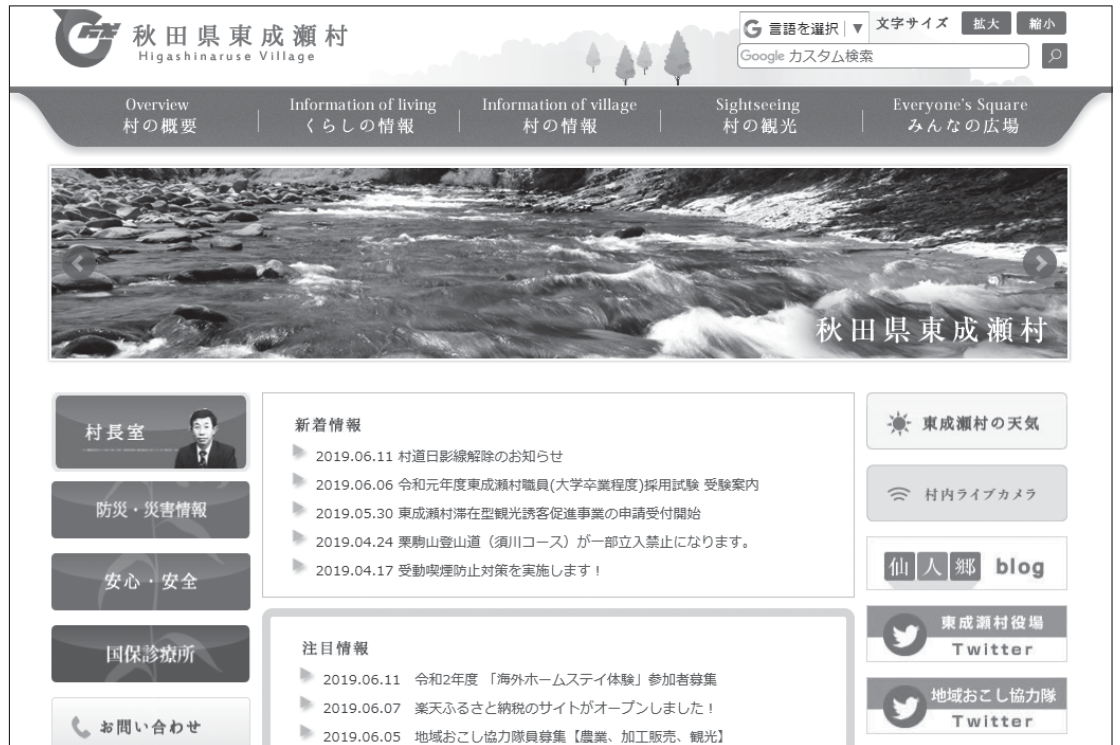 秋田県東成瀬村
Higashinaruse Village
G 言語を選択 ▼
文字サイズ 拡大 縮小
Google カスタム検索
Overview
村の概要
Information of living
くらしの情報
Information of village
村の情報
Sightseeing
村の観光
Everyone's Square
みんなの広場
秋田県東成瀬村
村長室
防災・災害情報
安心・安全
国保診療所
お問い合わせ
新着情報
2019.06.11 村道日影線解除のお知らせ
2019.06.06 令和元年度東成瀬村職員(大学卒業程度)採用試験 受験案内
2019.05.30 東成瀬村滞在型観光誘客促進事業の申請受付開始
2019.04.24 栗駒山登山道（須川コース）が一部立入禁止になります。
2019.04.17 受動喫煙防止対策を実施します！
注目情報
2019.06.11 令和2年度 「海外ホームステイ体験」参加者募集
2019.06.07 楽天ふるさと納税のサイトがオープンしました！
2019.06.05 地域おこし協力隊員募集【農業、加工販売、観光】
東成瀬村の天気
村内ライブカメラ
仙人郷 blog
東成瀬村役場
Twitter
地域おこし協力隊
Twitter